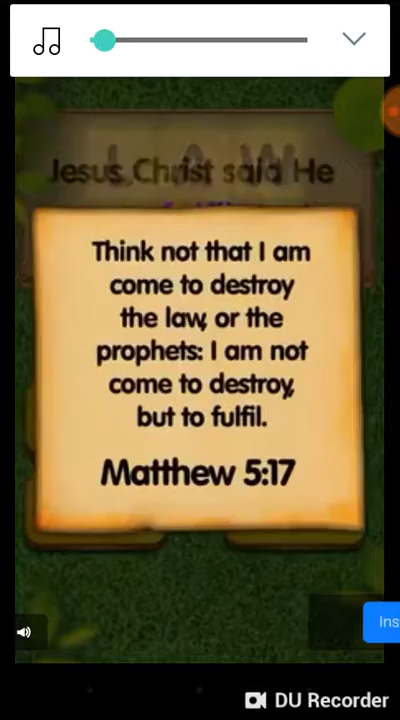 L A W
Jesus Christ said He
Think not that I am
come to destroy
the law, or the
prophets: I am not
come to destroy,
but to fulfil.
Matthew 5:17
Ins
DU Recorder